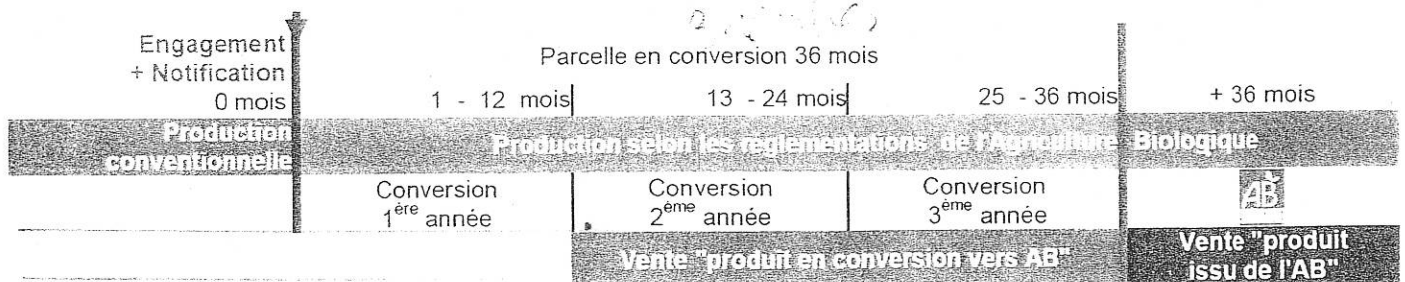 Engagement
+ Notification
0 mois
Parcelle en conversion 36 mois
1 - 12 mois
13 - 24 mois
25 - 36 mois
+ 36 mois
Production
conventionnelle
Production selon les réglementations de l'Agriculture Biologique
Conversion
1ère année
Conversion
2ème année
Conversion
3ème année
AB
Vente "produit en conversion vers AB"
Vente "produit
issu de l'AB"